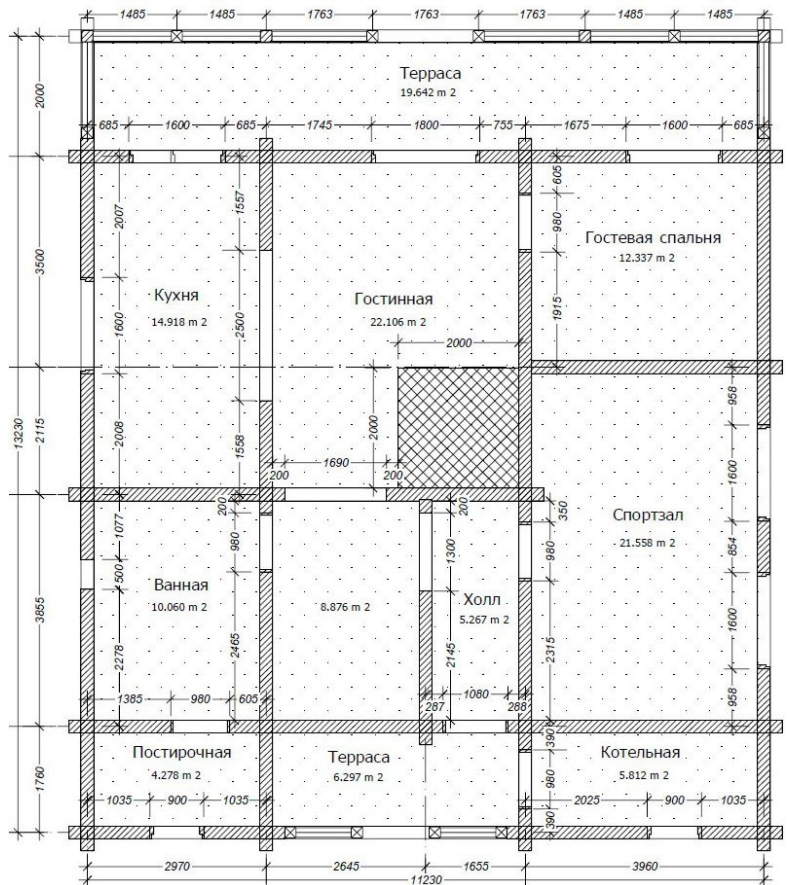 1485 1485 1763 1763 1763 1485 1485
Терраса
19.642 m 2
2000
685 1600 685 1745 1800 755 1675 1600 685
605
2007 1557 980
Гостевая спальня
12.337 m 2
3500
Кухня
14.918 m 2
Гостинная
22.106 m 2
1600 2500 1915
2000
958
13230
2115
2008 1558 2000
1690
200 200
1600
200 200 350
1077 980 1300 980
Спортзал
21.558 m 2
854
500
Ванная
10.060 m 2
8.876 m 2
Холл
5.267 m 2
3855
2278 2465 2145 2315 1600
1385 980 605
1080
287 288
958
390
Постирочная
4.278 m 2
Терраса
6.297 m 2
Котельная
5.812 m 2
1760
980
1035 900 1035
2025 900 1035
390
2970 2645 1655 3960
11230